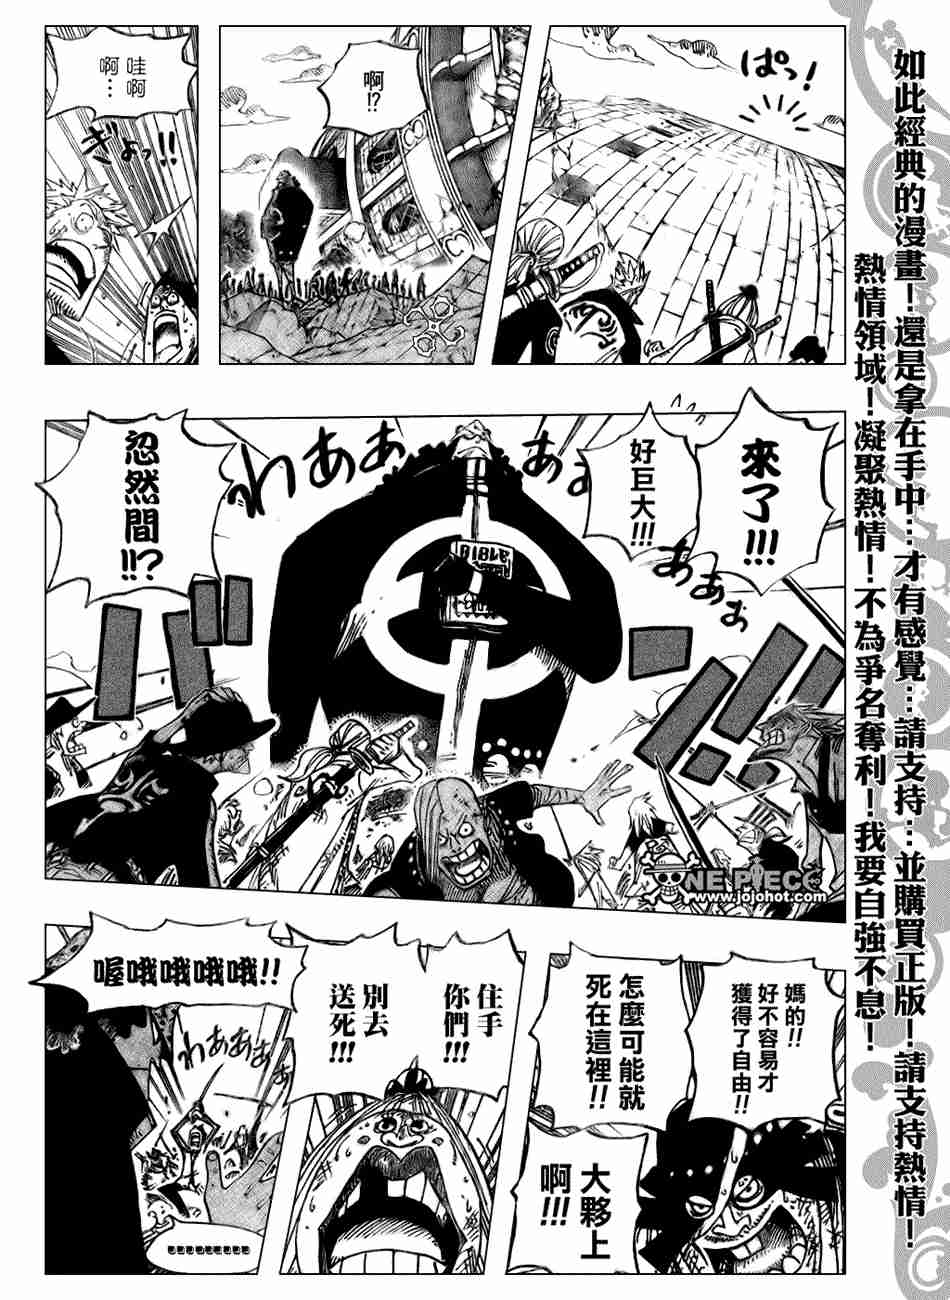 如此經典的漫畫！還是拿在手中…才有感覺…請支持…並購買正版！請支持熱情！
熱情領域！凝聚熱情！不為爭名奪利！我要自強不息！
ぱっ！
啊!?
哇啊
啊…
ぎょっ!!
來了!!!
好巨大!!!
わあああ
あぁぉ
忽然間!!?
BIBLE
バ
!!!
ONE PIECE
www.jojohot.com
媽的!!
好不容易才
獲得了自由!!
怎麼可能就
死在這裡!!
大夥上
啊!!!
住手
你們!!!
別去
送死!!!
喔哦哦哦哦!!
わああああ
………